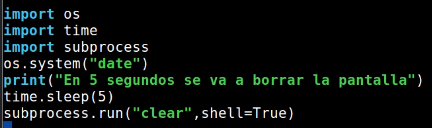 import os
import time
import subprocess
os.system("date")
print("En 5 segundos se va a borrar la pantalla")
time.sleep(5)
subprocess.run("clear",shell=True)